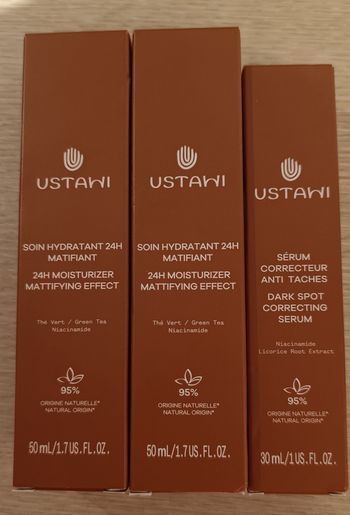 USTAWI
SOIN HYDRATANT 24H
MATIFIANT
24H MOISTURIZER
MATTIFYING EFFECT
Thé Vert / Green Tea
Niacinamide
95%
ORIGINE NATURELLE*
NATURAL ORIGIN*
50 mL/1.7 US.FL.OZ.
USTAWI
SOIN HYDRATANT 24H
MATIFIANT
24H MOISTURIZER
MATTIFYING EFFECT
Thé Vert / Green Tea
Niacinamide
95%
ORIGINE NATURELLE*
NATURAL ORIGIN*
50 mL/1.7 US.FL.OZ.
USTAWI
SÉRUM
CORRECTEUR
ANTI TACHES
DARK SPOT
CORRECTING
SERUM
Niacinamide
Licorice Root Extract
95%
ORIGINE NATURELLE*
NATURAL ORIGIN*
30 mL/1 US.FL.OZ.